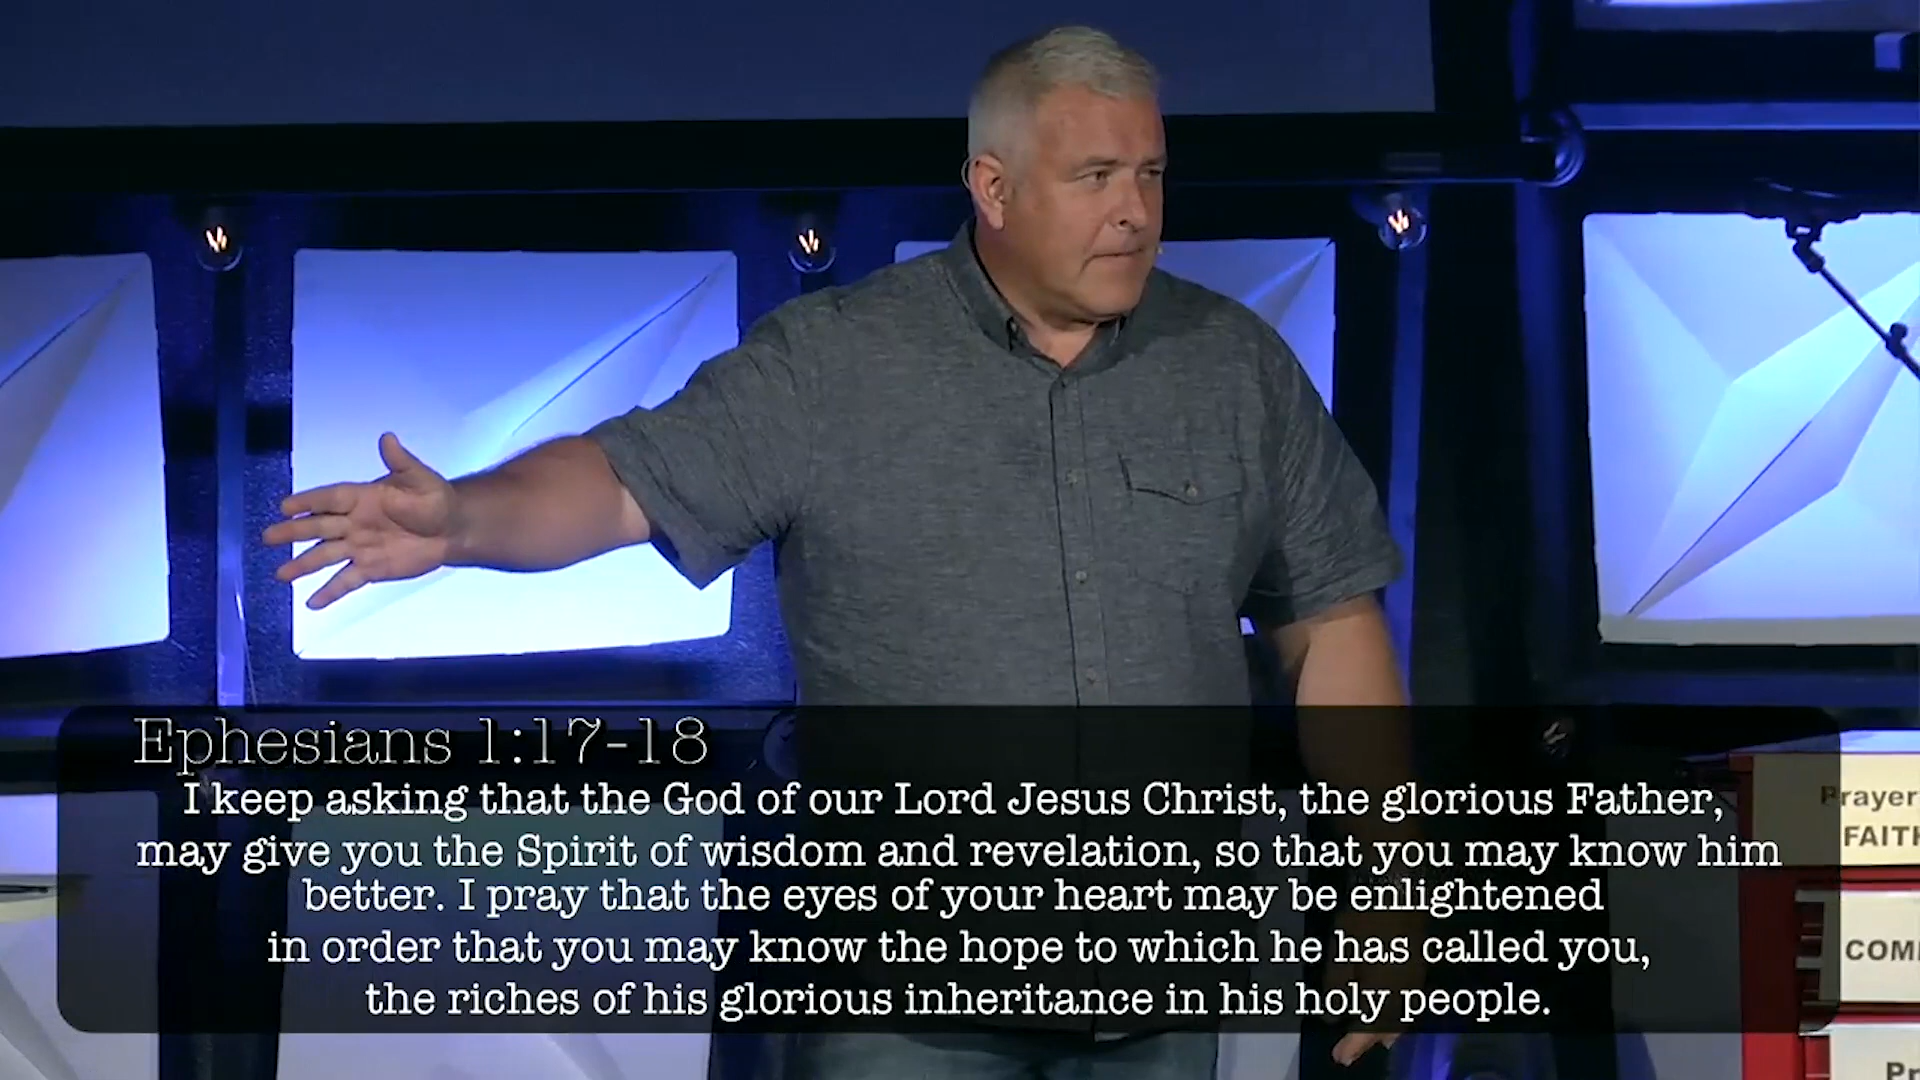 Ephesians 1:17-18
I keep asking that the God of our Lord Jesus Christ, the glorious Father,
may give you the Spirit of wisdom and revelation, so that you may know him
better. I pray that the eyes of your heart may be enlightened
in order that you may know the hope to which he has called you,
the riches of his glorious inheritance in his holy people.
Prayer
FAITH
COM
Pr